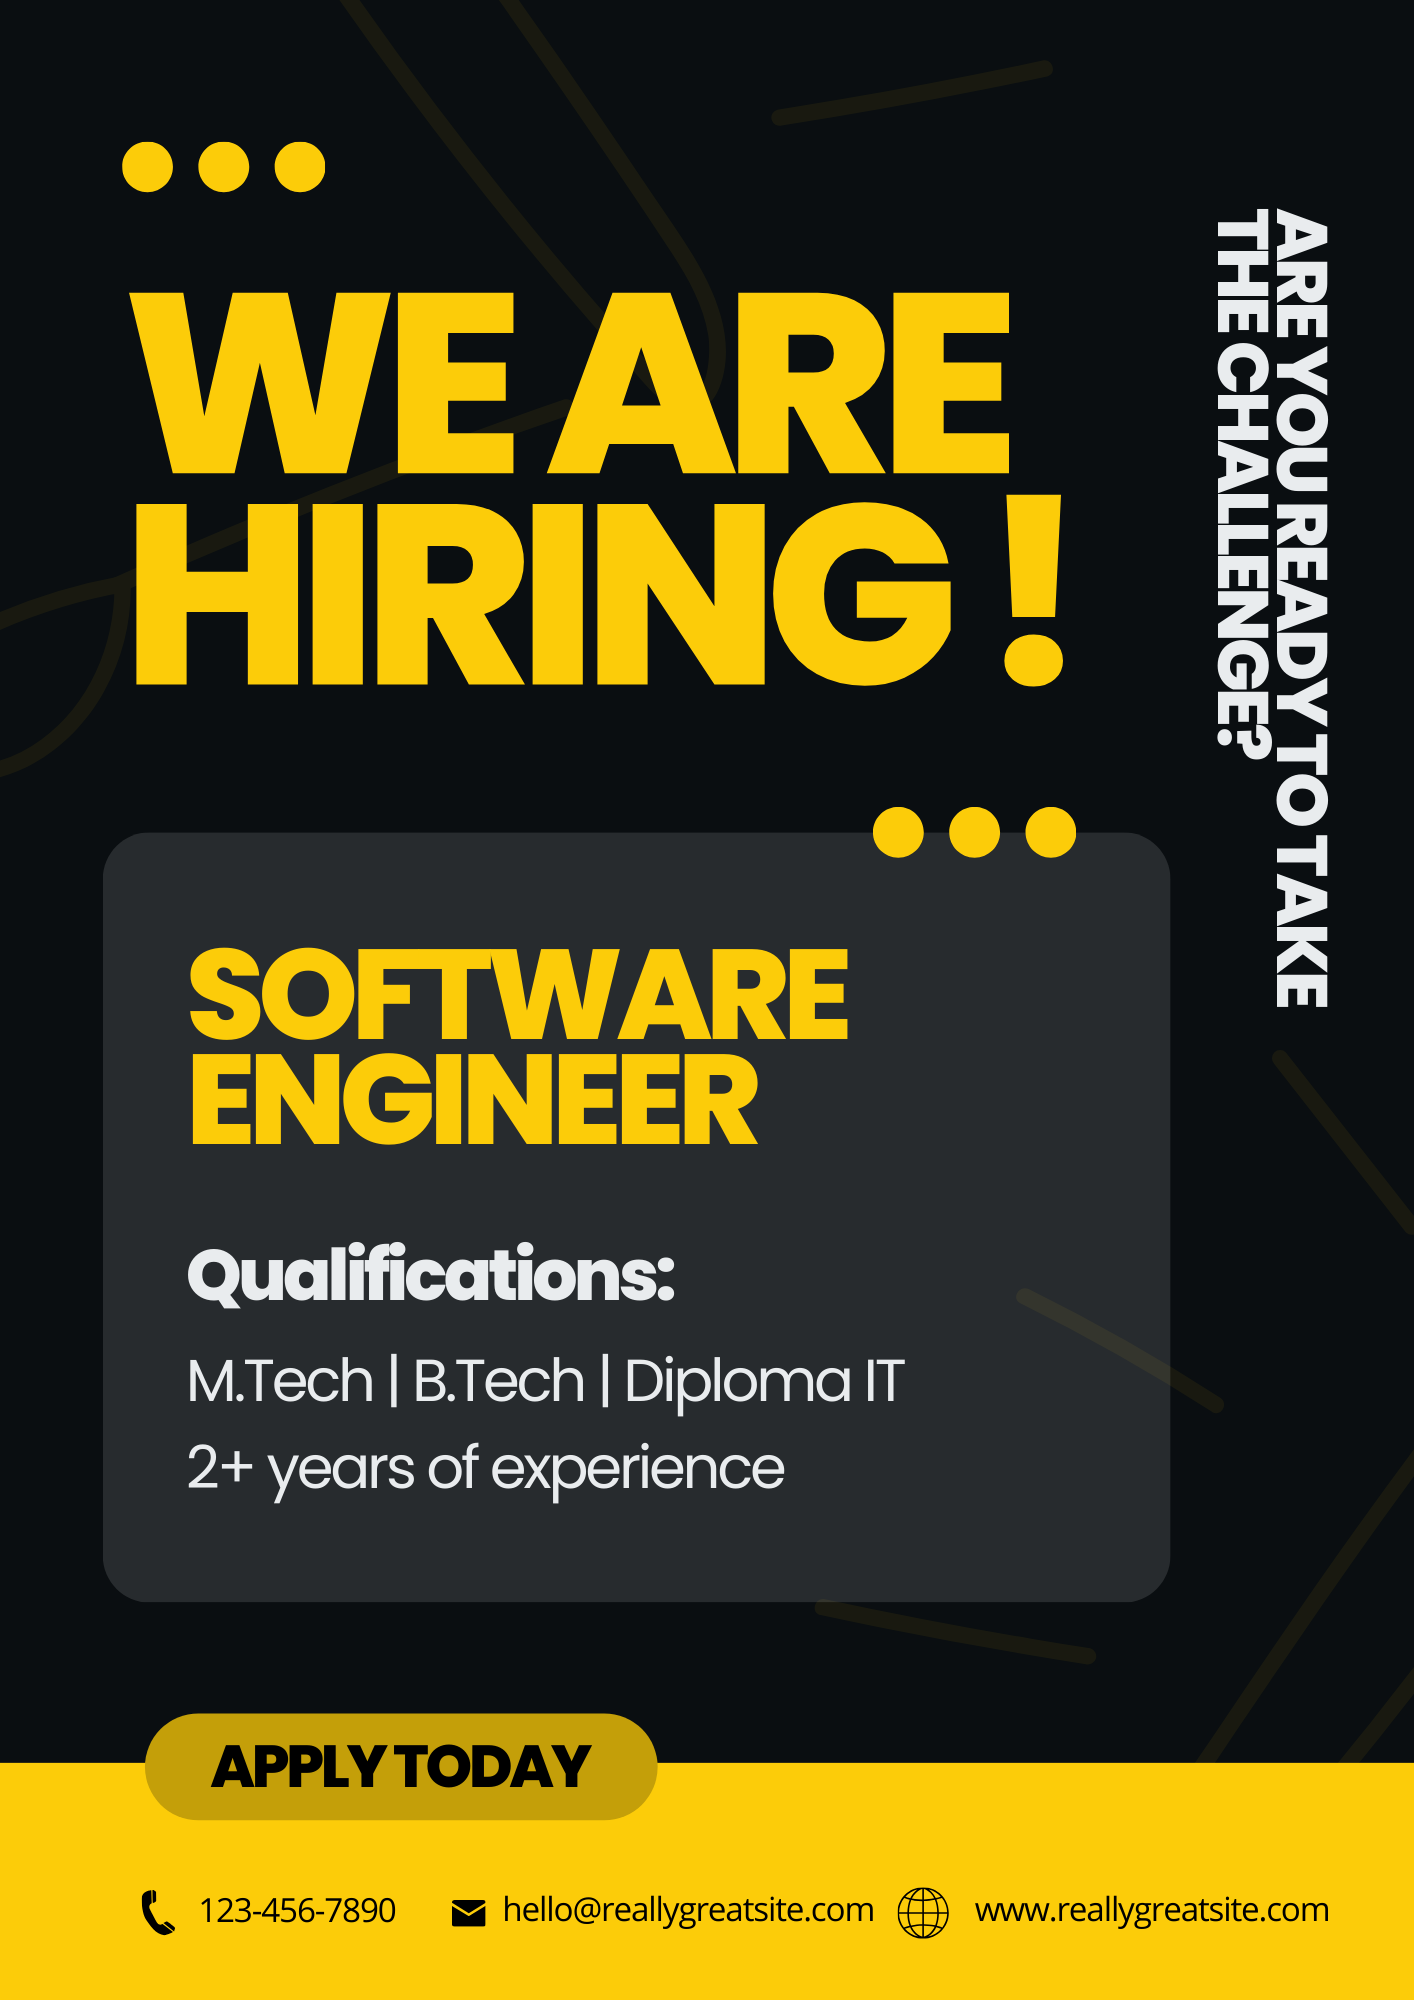 WE ARE
HIRING !
ARE YOU READY TO TAKE
THE CHALLENGE?
SOFTWARE
ENGINEER
Qualifications:
M.Tech | B.Tech | Diploma IT
2+ years of experience
APPLY TODAY
123-456-7890 hello@reallygreatsite.com www.reallygreatsite.com